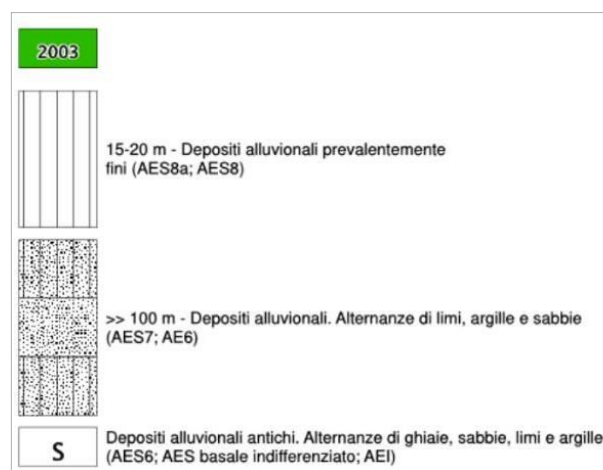 2003
15-20 m - Depositi alluvionali prevalentemente
fini (AES8a; AES8)
>> 100 m - Depositi alluvionali. Alternanze di limi, argille e sabbie
(AES7; AE6)
S
Depositi alluvionali antichi. Alternanze di ghiaie, sabbie, limi e argille
(AES6; AES basale indifferenziato; AEI)